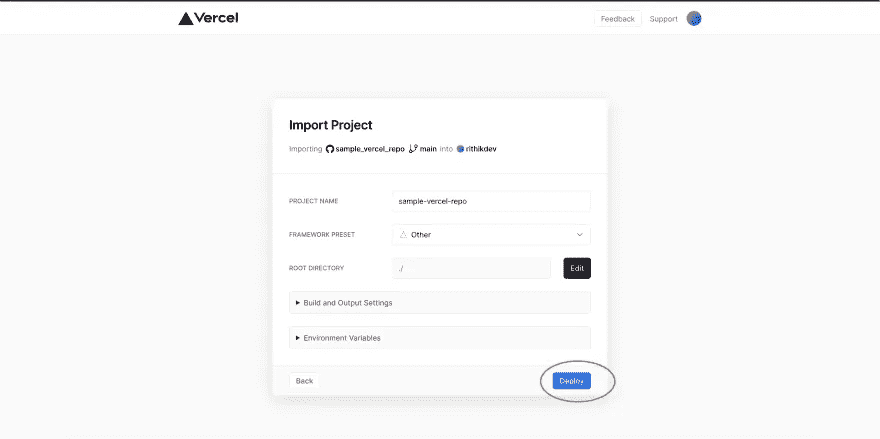 Vercel
Feedback Support
Import Project
Importing sample_vercel_repo main into rithikdev
PROJECT NAME sample-vercel-repo
FRAMEWORK PRESET Other
ROOT DIRECTORY ./ Edit
Build and Output Settings
Environment Variables
Back Deploy